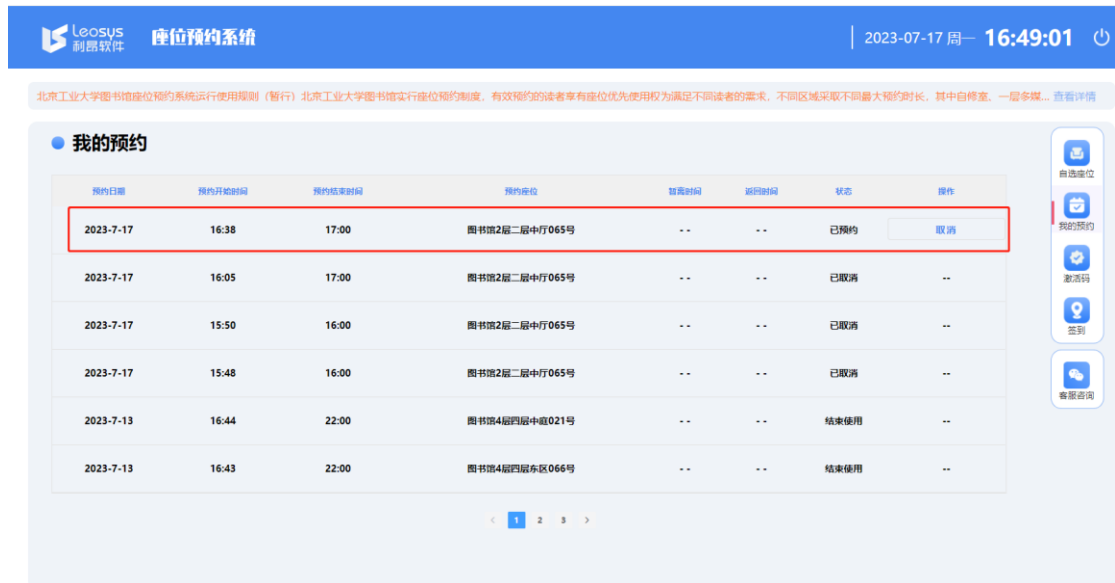 Leosys
利昂软件
座位预约系统
2023-07-17 周一 16:49:01
北京工业大学图书馆座位预约系统运行使用规则（暂行）北京工业大学图书馆实行座位预约制度，有效预约的读者享有座位优先使用权为满足不同读者的需求，不同区域采取不同最大预约时长，其中自修室、一层多媒... 查看详情
我的预约
预约日期 预约开始时间 预约结束时间 预约座位 暂离时间 返回时间 状态 操作
2023-7-17 16:38 17:00 图书馆2层二层中厅065号 -- -- 已预约 取消
2023-7-17 16:05 17:00 图书馆2层二层中厅065号 -- -- 已取消 --
2023-7-17 15:50 16:00 图书馆2层二层中厅065号 -- -- 已取消 --
2023-7-17 15:48 16:00 图书馆2层二层中厅065号 -- -- 已取消 --
2023-7-13 16:44 22:00 图书馆4层四层中庭021号 -- -- 结束使用 --
2023-7-13 16:43 22:00 图书馆4层四层东区066号 -- -- 结束使用 --
< 1 2 3 >
自选座位
我的预约
激活码
签到
客服咨询